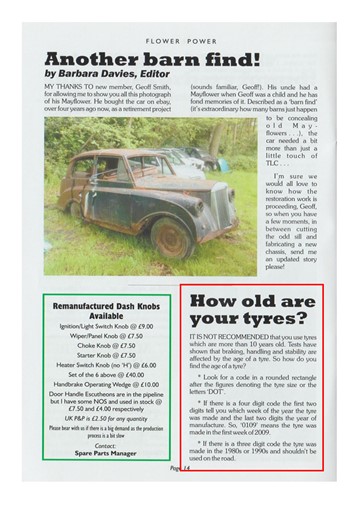 FLOWER POWER
Another barn find!
by Barbara Davies, Editor
MY THANKS TO new member, Geoff Smith,
for allowing me to show you all this photograph
of his Mayflower. He bought the car on ebay,
over four years ago now, as a retirement project
(sounds familiar, Geoff!). His uncle had a
Mayflower when Geoff was a child and he has
fond memories of it. Described as a 'barn find'
(it's extraordinary how many barns just happen
to be concealing
old May-
flowers . . .), the
car needed a bit
more than just a
little touch of
TLC . . .
I'm sure we
would all love to
know how the
restoration work is
proceeding, Geoff,
so when you have
a few moments, in
between cutting
the odd sill and
fabricating a new
chassis, send me
an updated story
please!
Remanufactured Dash Knobs
Available
Ignition/Light Switch Knob @ £9.00
Wiper/Panel Knob @ £7.50
Choke Knob @ £7.50
Starter Knob @ £7.50
Heater Switch Knob (no 'H') @ £6.00
Set of the 6 above @ £40.00
Handbrake Operating Wedge @ £10.00
Door Handle Escutheons are in the pipeline
but I have some NOS and used in stock @
£7.50 and £4.00 respectively
UK P&P is £2.50 for any quantity
Please bear with us if there is a big demand as the production
process is a bit slow
Contact:
Spare Parts Manager
How old are
your tyres?
IT IS NOT RECOMMENDED that you use tyres
which are more than 10 years old. Tests have
shown that braking, handling and stability are
affected by the age of a tyre. So how do you
find the age of a tyre?
* Look for a code in a rounded rectangle
after the figures denoting the tyre size or the
letters 'DOT'.
* If there is a four digit code the first two
digits tell you which week of the year the tyre
was made and the last two digits the year of
manufacture. So, '0109' means the tyre was
made in the first week of 2009.
* If there is a three digit code the tyre was
made in the 1980s or 1990s and shouldn't be
used on the road.
Page 14